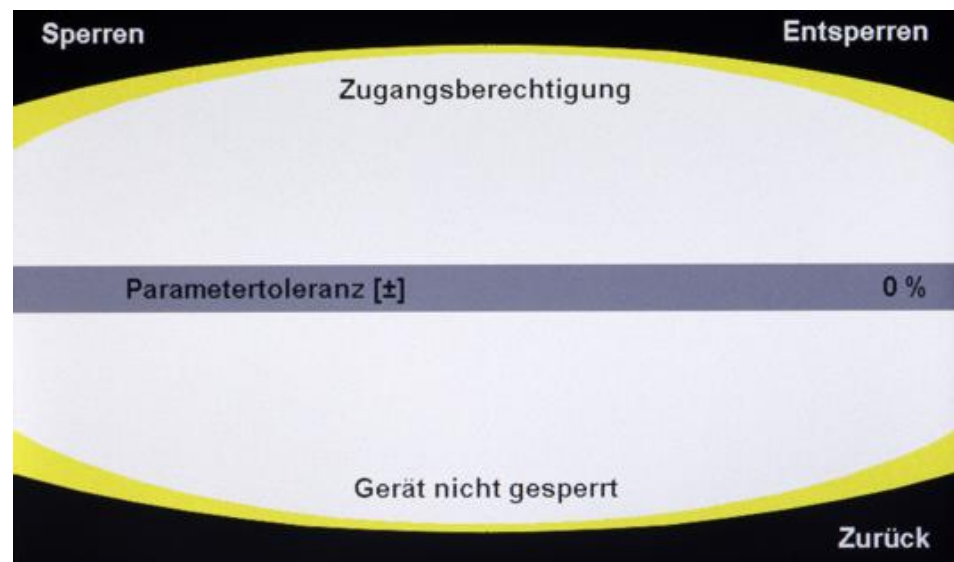 Sperren
Entsperren
Zugangsberechtigung
Parametertoleranz [±] 0 %
Gerät nicht gesperrt
Zurück